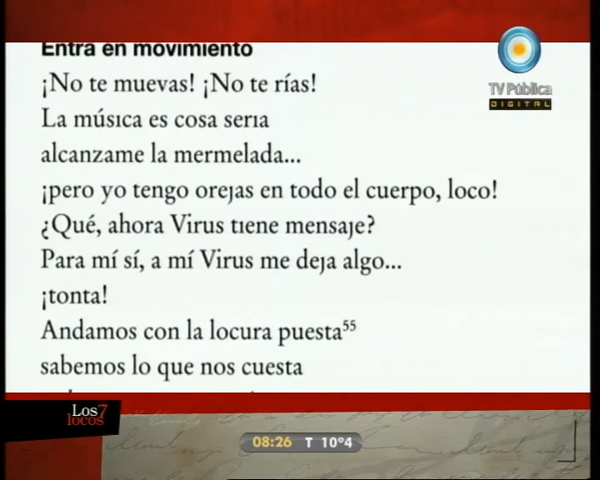 Entra en movimiento
TV Pública
DIGITAL
¡No te muevas! ¡No te rías!
La música es cosa seria
alcanzame la mermelada...
¡pero yo tengo orejas en todo el cuerpo, loco!
¿Qué, ahora Virus tiene mensaje?
Para mí sí, a mí Virus me deja algo...
¡tonta!
Andamos con la locura puesta⁵⁵
sabemos lo que nos cuesta
Los 7
locos
08:26 T 10°4